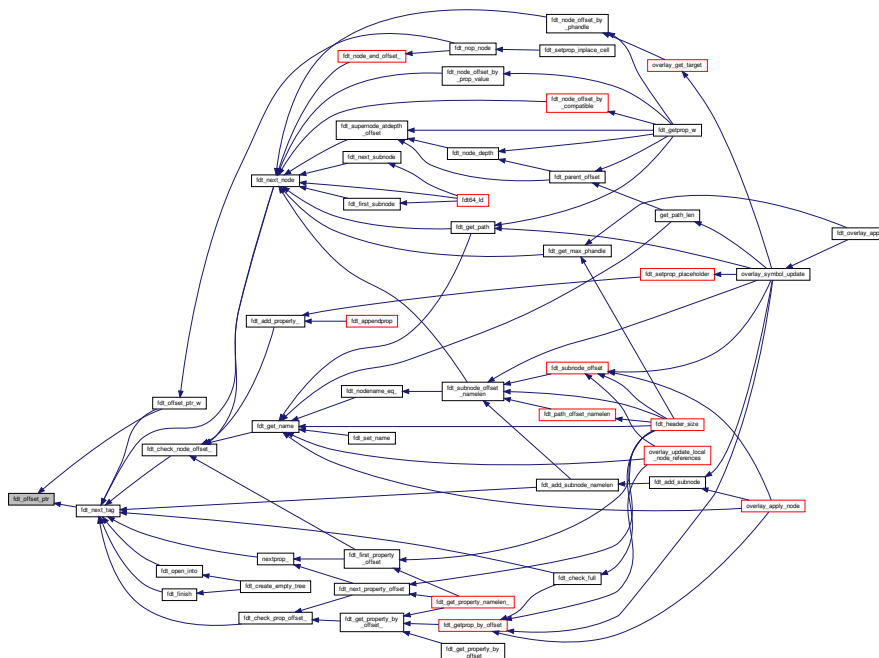 fdt_node_offset_by
_phandle
fdt_nop_node
fdt_setprop_inplace_cell
fdt_node_end_offset_
overlay_get_target
fdt_node_offset_by
_prop_value
fdt_node_offset_by
_compatible
fdt_supernode_atdepth
_offset
fdt_getprop_w
fdt_node_depth
fdt_next_subnode
fdt_next_node
fdt_parent_offset
fdt64_ld
fdt_first_subnode
get_path_len
fdt_get_path
fdt_overlay_app
fdt_get_max_phandle
fdt_setprop_placeholder
overlay_symbol_update
fdt_add_property_
fdt_appendprop
fdt_subnode_offset
fdt_nodename_eq_
fdt_subnode_offset
_namelen
fdt_offset_ptr_w
fdt_path_offset_namelen
fdt_get_name
fdt_header_size
fdt_set_name
fdt_check_node_offset_
overlay_update_local
_node_references
fdt_add_subnode_namelen
fdt_add_subnode
fdt_offset_ptr
fdt_next_tag
overlay_apply_node
nextprop_
fdt_first_property
_offset
fdt_open_into
fdt_check_full
fdt_create_empty_tree
fdt_next_property_offset
fdt_finish
fdt_get_property_namelen_
fdt_check_prop_offset_
fdt_get_property_by
_offset_
fdt_getprop_by_offset
fdt_get_property_by
_offset